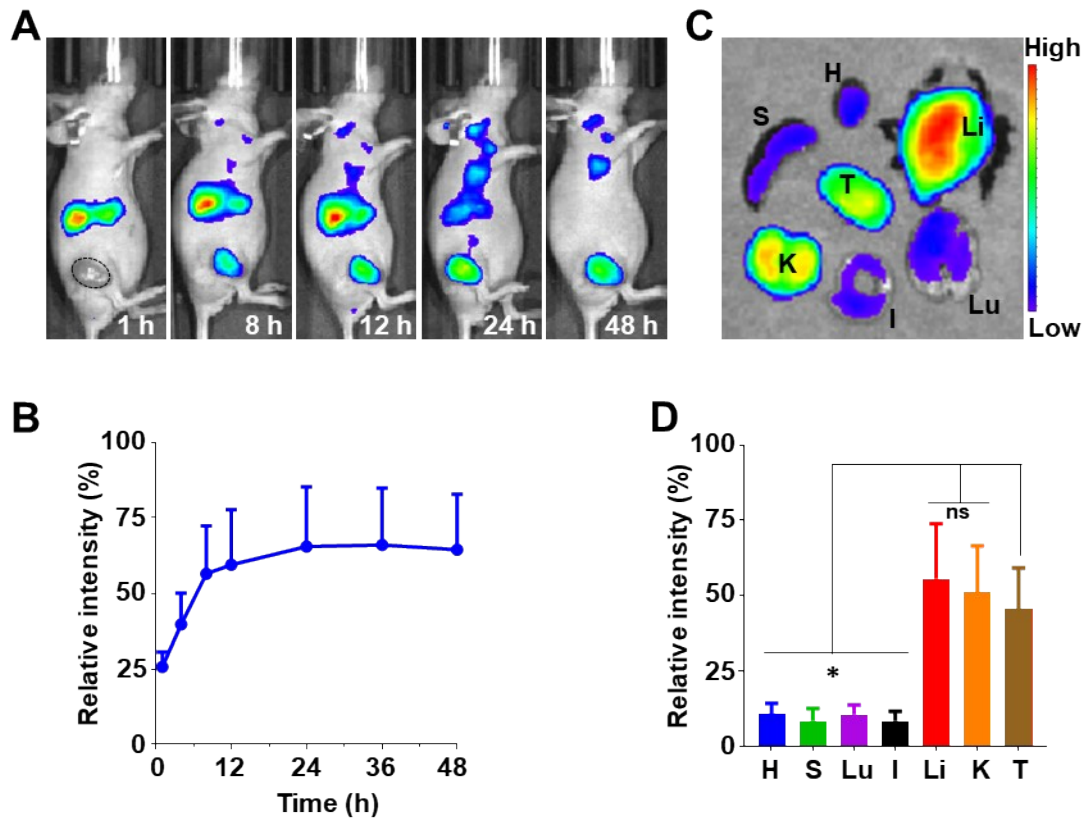 A
1 h
8 h
12 h
24 h
48 h
C
H
S
Li
T
K
I
Lu
High
Low
B
Relative intensity (%)
100
75
50
25
0
0 12 24 36 48
Time (h)
D
Relative intensity (%)
100
75
50
25
0
ns
*
H S Lu I Li K T